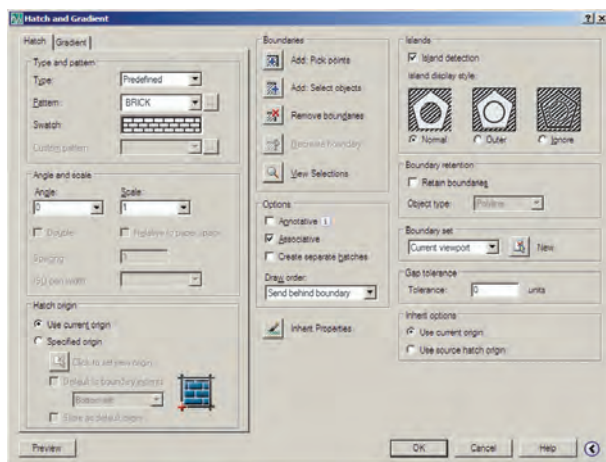 Hatch and Gradient
Hatch
Gradient
Type and pattern
Type:
Predefined
Pattern:
BRICK
Swatch:
Custom pattern:
Angle and scale
Angle:
Scale:
0
1
Double
Relative to paper space
Spacing:
1
ISO pen width:
Hatch origin
Use current origin
Specified origin
Click to set new origin
Default to boundary extents
Bottom left
Store as default origin
Preview
Boundaries
Add: Pick points
Add: Select objects
Remove boundaries
Recreate boundary
View Selections
Options
Annotative
Associative
Create separate hatches
Draw order:
Send behind boundary
Inherit Properties
Islands
Island detection
Island display style:
Normal
Outer
Ignore
Boundary retention
Retain boundaries
Object type:
Polyline
Boundary set
Current viewport
New
Gap tolerance
Tolerance:
0
units
Inherit options
Use current origin
Use source hatch origin
OK
Cancel
Help